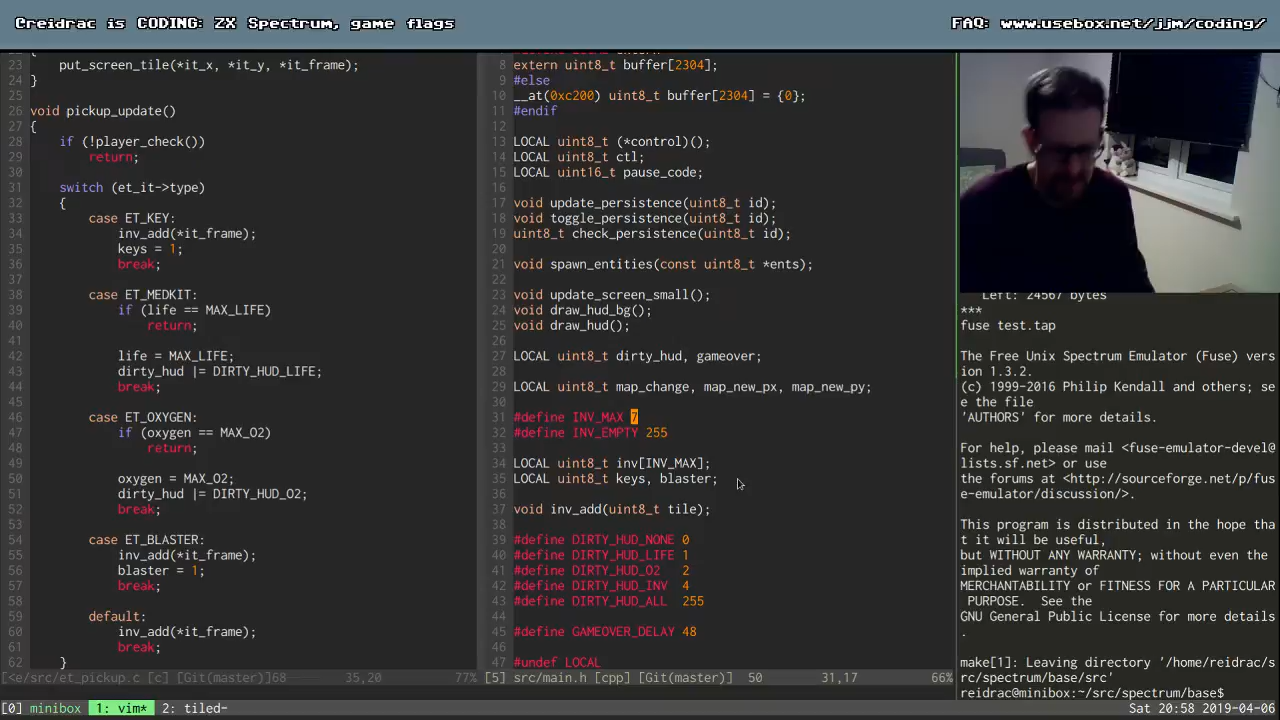 Creidrac is CODING: ZX Spectrum, game flags
FAQ: www.usebox.net/jjm/coding/
23     put_screen_tile(*it_x, *it_y, *it_frame);
24 }
25
26 void pickup_update()
27 {
28     if (!player_check())
29         return;
30
31     switch (et_it->type)
32     {
33         case ET_KEY:
34             inv_add(*it_frame);
35             keys = 1;
36             break;
37
38         case ET_MEDKIT:
39             if (life == MAX_LIFE)
40                 return;
41
42             life = MAX_LIFE;
43             dirty_hud |= DIRTY_HUD_LIFE;
44             break;
45
46         case ET_OXYGEN:
47             if (oxygen == MAX_O2)
48                 return;
49
50             oxygen = MAX_O2;
51             dirty_hud |= DIRTY_HUD_O2;
52             break;
53
54         case ET_BLASTER:
55             inv_add(*it_frame);
56             blaster = 1;
57             break;
58
59         default:
60             inv_add(*it_frame);
61             break;
62     }
[<e/src/et_pickup.c [c] [Git(master)]68 35,20 77%
8 extern uint8_t buffer[2304];
9 #else
10 __at(0xc200) uint8_t buffer[2304] = {0};
11 #endif
12
13 LOCAL uint8_t (*control)();
14 LOCAL uint8_t ctl;
15 LOCAL uint16_t pause_code;
16
17 void update_persistence(uint8_t id);
18 void toggle_persistence(uint8_t id);
19 uint8_t check_persistence(uint8_t id);
20
21 void spawn_entities(const uint8_t *ents);
22
23 void update_screen_small();
24 void draw_hud_bg();
25 void draw_hud();
26
27 LOCAL uint8_t dirty_hud, gameover;
28
29 LOCAL uint8_t map_change, map_new_px, map_new_py;
30
31 #define INV_MAX 7
32 #define INV_EMPTY 255
33
34 LOCAL uint8_t inv[INV_MAX];
35 LOCAL uint8_t keys, blaster;
36
37 void inv_add(uint8_t tile);
38
39 #define DIRTY_HUD_NONE 0
40 #define DIRTY_HUD_LIFE 1
41 #define DIRTY_HUD_O2   2
42 #define DIRTY_HUD_INV  4
43 #define DIRTY_HUD_ALL  255
44
45 #define GAMEOVER_DELAY 48
46
47 #undef LOCAL
[5] src/main.h [cpp] [Git(master)] 50 31,17 66%
Left: 24567 bytes
***
fuse test.tap

The Free Unix Spectrum Emulator (Fuse) vers
ion 1.3.2.
(c) 1999-2016 Philip Kendall and others; se
e the file
'AUTHORS' for more details.

For help, please mail <fuse-emulator-devel@
lists.sf.net> or use
the forums at <http://sourceforge.net/p/fus
e-emulator/discussion/>.

This program is distributed in the hope tha
t it will be useful,
but WITHOUT ANY WARRANTY; without even the
implied warranty of
MERCHANTABILITY or FITNESS FOR A PARTICULAR
 PURPOSE.  See the
GNU General Public License for more details
.

make[1]: Leaving directory '/home/reidrac/s
rc/spectrum/base/src'
reidrac@minibox:~/src/spectrum/base$
[0] minibox 1: vim* 2: tiled- Sat 20:58 2019-04-06